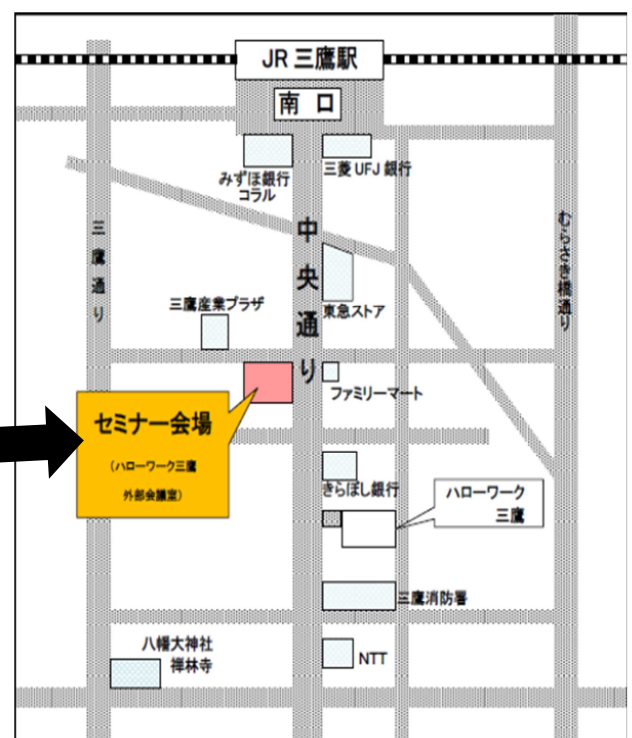 JR 三鷹駅
南 口
みずほ銀行
コラル
三菱 UFJ 銀行
中央通り
三鷹通り
むらさき橋通り
東急ストア
三鷹産業プラザ
ファミリーマート
セミナー会場
(ハローワーク三鷹
外部会議室)
きらぼし銀行
ハローワーク
三鷹
三鷹消防署
八幡大神社
禅林寺
NTT